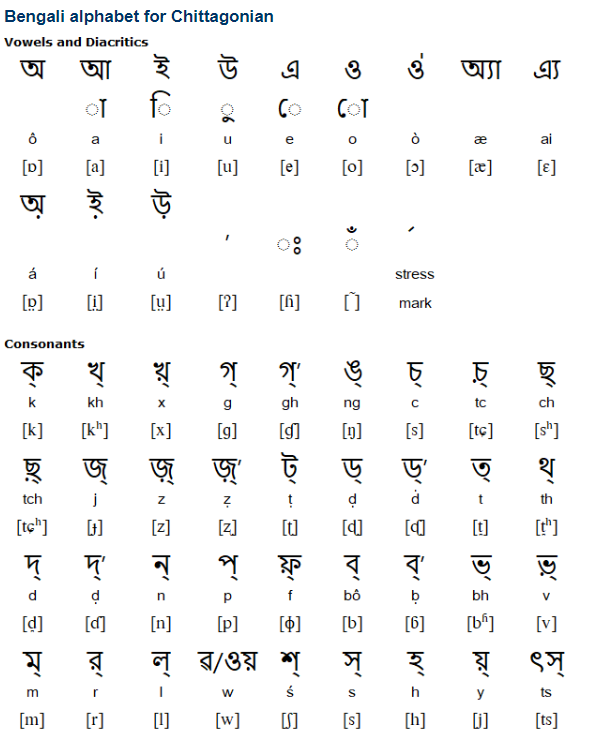 Bengali alphabet for Chittagonian
Vowels and Diacritics
অ আ ই উ এ ও ও֗ অ্যা এ্য
া ি ু ে ো
ô a i u e o ò æ ai
[ɒ] [a] [i] [u] [e] [o] [ɔ] [æ] [ɛ]
অ় ই় উ়
ʼ ঃ ঁ ˊ
á í ú stress
[ɒ̤] [i̤] [ṳ] [ʔ] [ɦ] [ ̃ ] mark
Consonants
ক্ খ্ খ়্ গ্ গ্’ ঙ্ চ্ চ়্ ছ্
k kh x g gh ng c tc ch
[k] [kʰ] [x] [g] [ɠ] [ŋ] [s] [tɕ] [sʰ]
ছ়্ জ্ জ়্ জ়্’ ট্ ড্ ড্’ ত্ থ্
tch j z ẓ ṭ ḍ ḋ t th
[tɕʰ] [ɟ] [z] [ʐ] [ʈ] [ɖ] [ᶑ] [t̪] [t̪ʰ]
দ্ দ্’ ন্ প্ ফ়্ ব্ ব্’ ভ্ ভ়্
d ḍ n p f bô ḅ bh v
[d̪] [ɗ] [n] [p] [ɸ] [b] [ɓ] [bʱ] [v]
ম্ র্ ল্ ৱ/ওয় শ্ স্ হ্ য়্ ৎস্
m r l w ś s h y ts
[m] [r] [l] [w] [ʃ] [s] [h] [j] [ts]